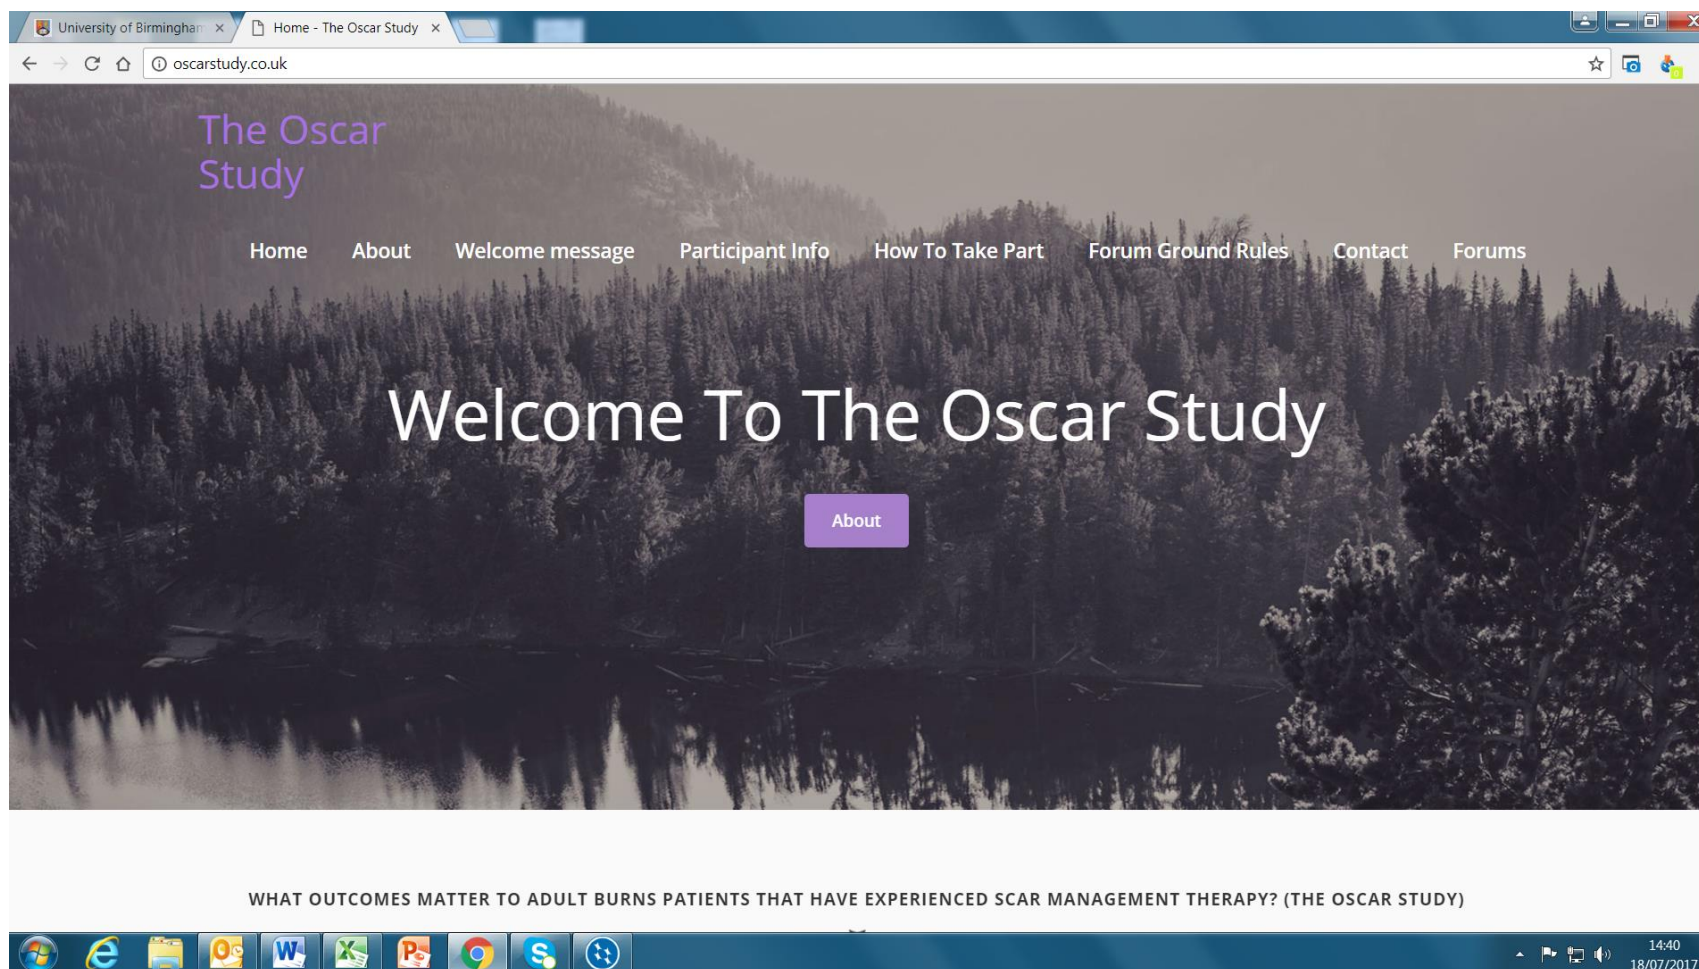 University of Birmingham
Home - The Oscar Study
oscarstudy.co.uk
The Oscar
Study
Home About Welcome message Participant Info How To Take Part Forum Ground Rules Contact Forums
Welcome To The Oscar Study
About
WHAT OUTCOMES MATTER TO ADULT BURNS PATIENTS THAT HAVE EXPERIENCED SCAR MANAGEMENT THERAPY? (THE OSCAR STUDY)
14:40
18/07/2017